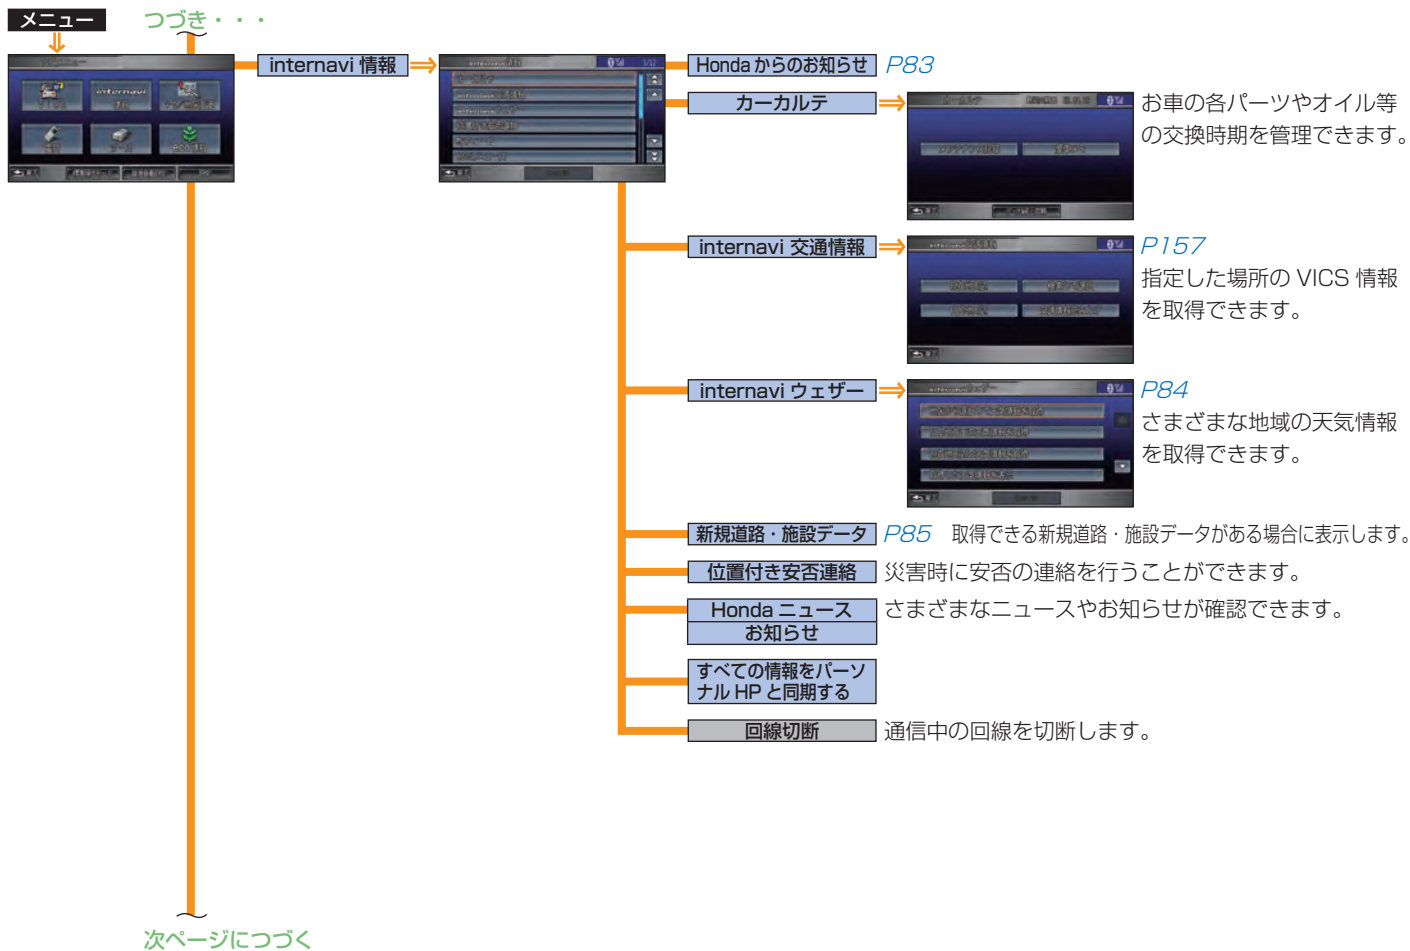 メニュー
つづき・・・
internavi 情報
Honda からのお知らせ P83
カーカルテ
お車の各パーツやオイル等
の交換時期を管理できます。
internavi 交通情報
P157
指定した場所の VICS 情報
を取得できます。
internavi ウェザー
P84
さまざまな地域の天気情報
を取得できます。
新規道路・施設データ P85 取得できる新規道路・施設データがある場合に表示します。
位置付き安否連絡 災害時に安否の連絡を行うことができます。
Honda ニュース さまざまなニュースやお知らせが確認できます。
お知らせ
すべての情報をパーソ
ナル HP と同期する
回線切断 通信中の回線を切断します。
次ページにつづく